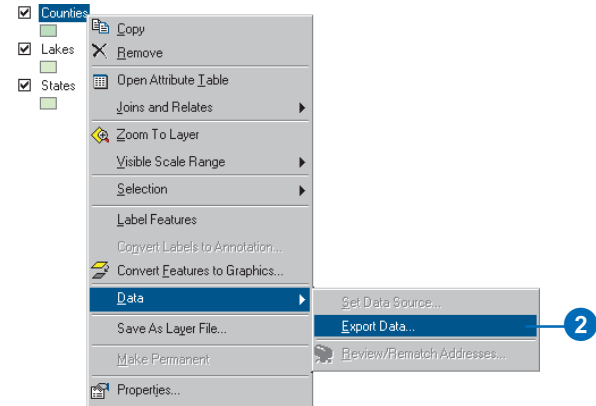 Counties
Lakes
States
Copy
Remove
Open Attribute Table
Joins and Relates
Zoom To Layer
Visible Scale Range
Selection
Label Features
Convert Labels to Annotation...
Convert Features to Graphics...
Data
Save As Layer File...
Make Permanent
Properties...
Set Data Source...
Export Data...
Review/Rematch Addresses...
2